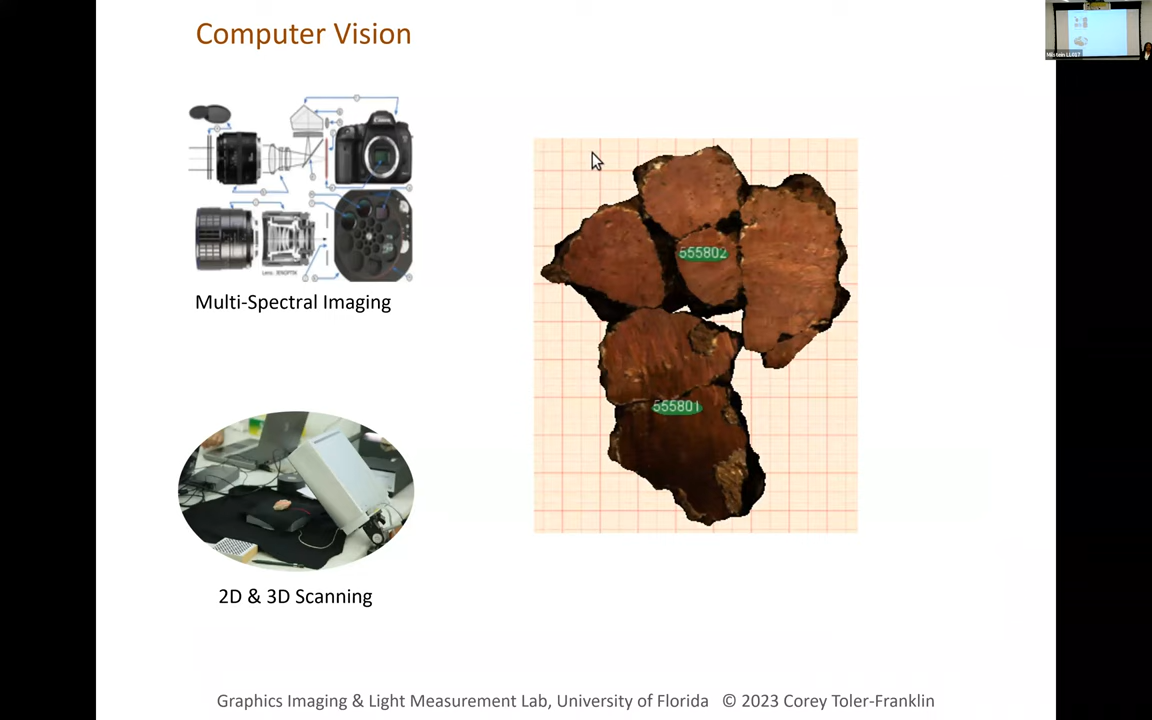 Computer Vision
Multi-Spectral Imaging
555802
555801
2D & 3D Scanning
Graphics Imaging & Light Measurement Lab, University of Florida © 2023 Corey Toler-Franklin